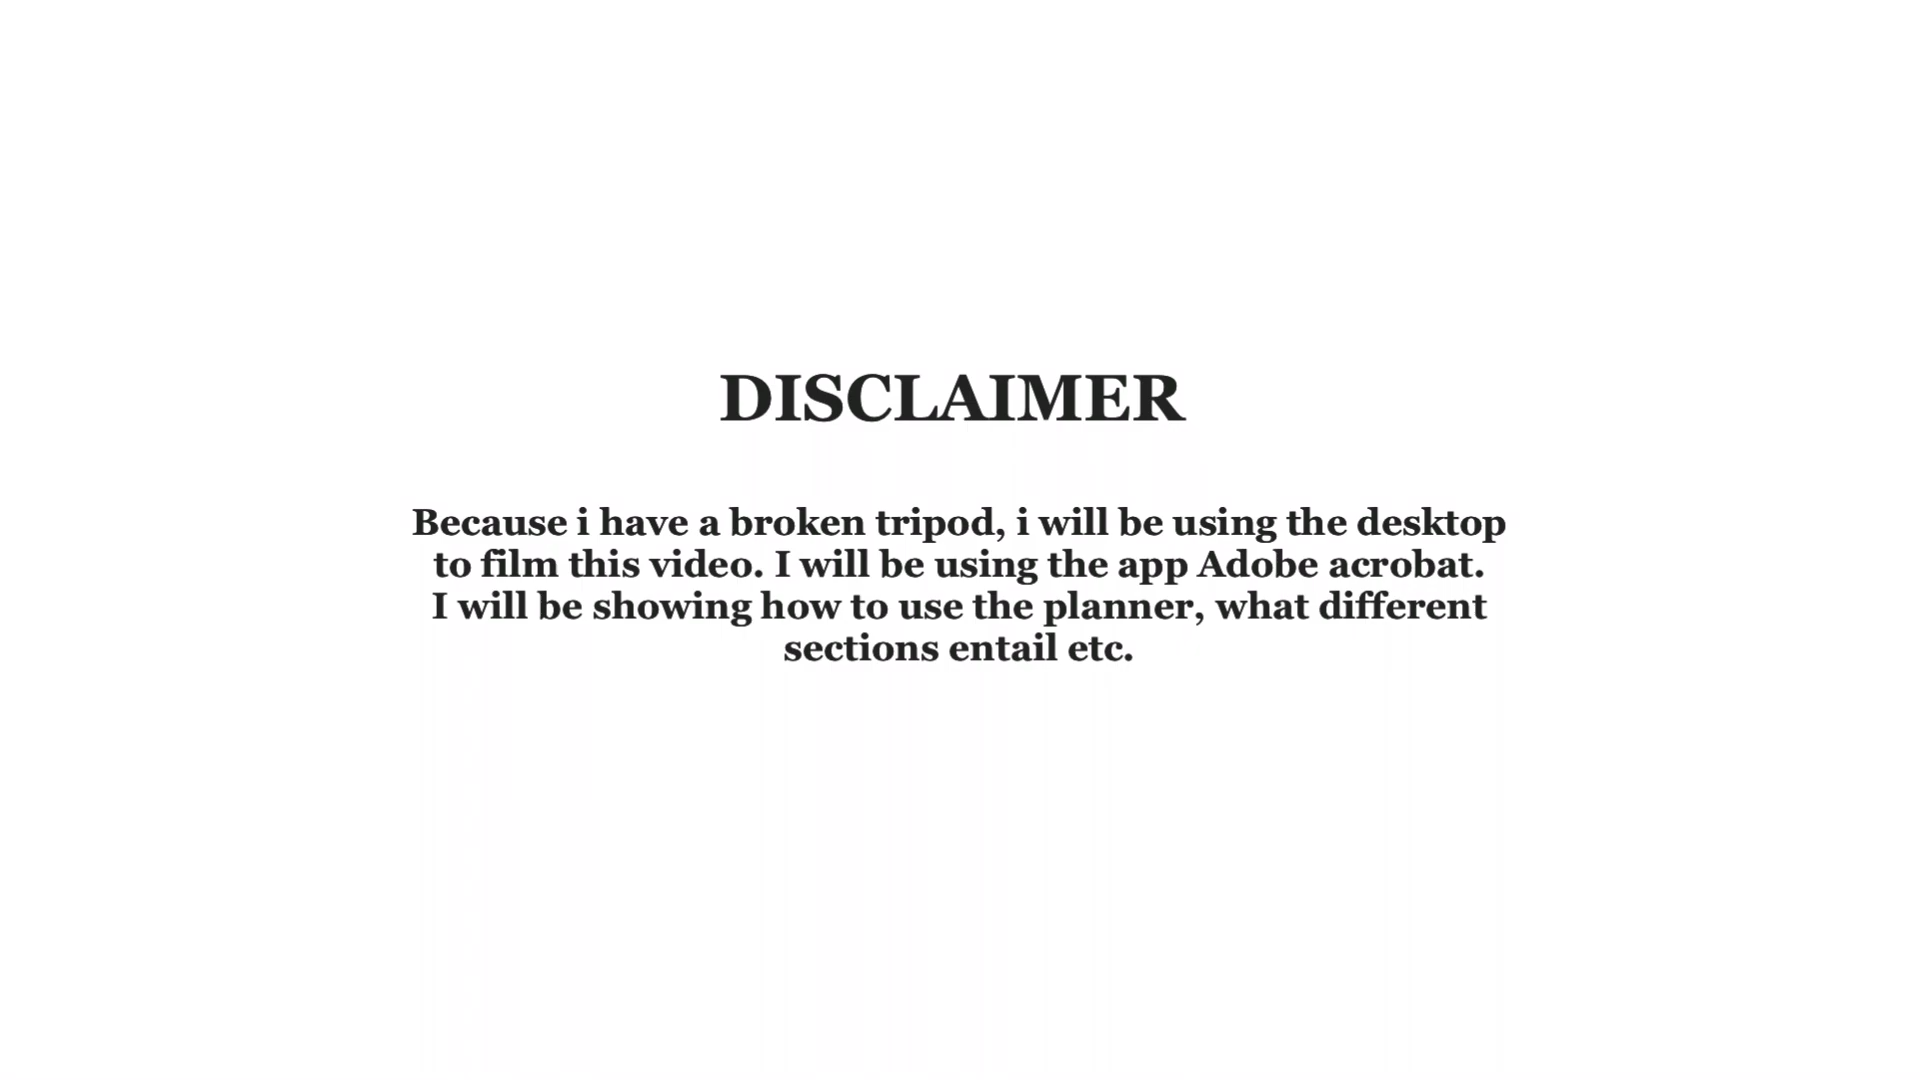 DISCLAIMER
Because i have a broken tripod, i will be using the desktop
to film this video. I will be using the app Adobe acrobat.
I will be showing how to use the planner, what different
sections entail etc.